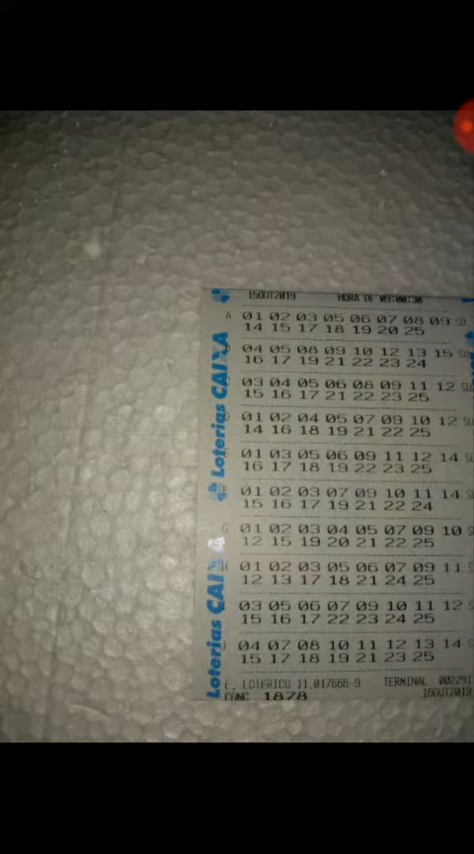 15OUT2019 HORA DF 09:00:30
A 01 02 03 05 06 07 08 09
14 15 17 18 19 20 25
04 05 08 09 10 12 13 15
16 17 19 21 22 23 24
03 04 05 06 08 09 11 12
15 16 17 21 22 23 25
01 02 04 05 07 09 10 12
14 16 18 19 21 22 25
01 03 05 06 09 11 12 14
16 17 18 19 22 23 25
01 02 03 07 09 10 11 14
15 16 17 19 21 22 24
01 02 03 04 05 07 09 10
12 15 19 20 21 22 25
01 02 03 05 06 07 09 11
12 13 17 18 21 24 25
03 05 06 07 09 10 11 12
15 16 17 22 23 24 25
04 07 08 10 11 12 13 14
15 17 18 19 21 23 25
E. LOTERICO 11.017666-9 TERMINAL 002291
CONC 1878 16OUT2019
Loterias CAIXA
Loterias CAIXA